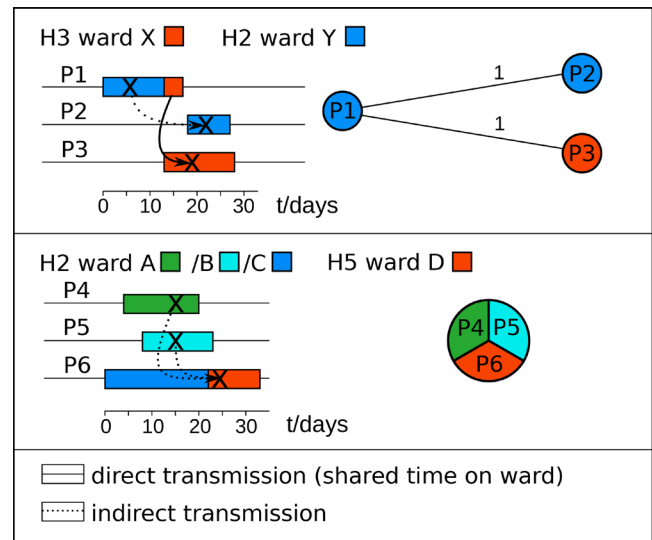 H3 ward X H2 ward Y
P1
P2
P3
0 10 20 30 t/days
P1
1
P2
1
P3
H2 ward A /B /C H5 ward D
P4
P5
P6
0 10 20 30 t/days
P4 P5
P6
direct transmission (shared time on ward)
indirect transmission